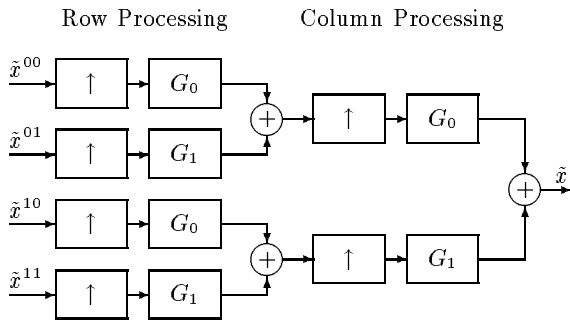 Row Processing Column Processing
x̃⁰⁰ ↑ G₀
+ ↑ G₀
x̃⁰¹ ↑ G₁
+ x̃
x̃¹⁰ ↑ G₀
+ ↑ G₁
x̃¹¹ ↑ G₁